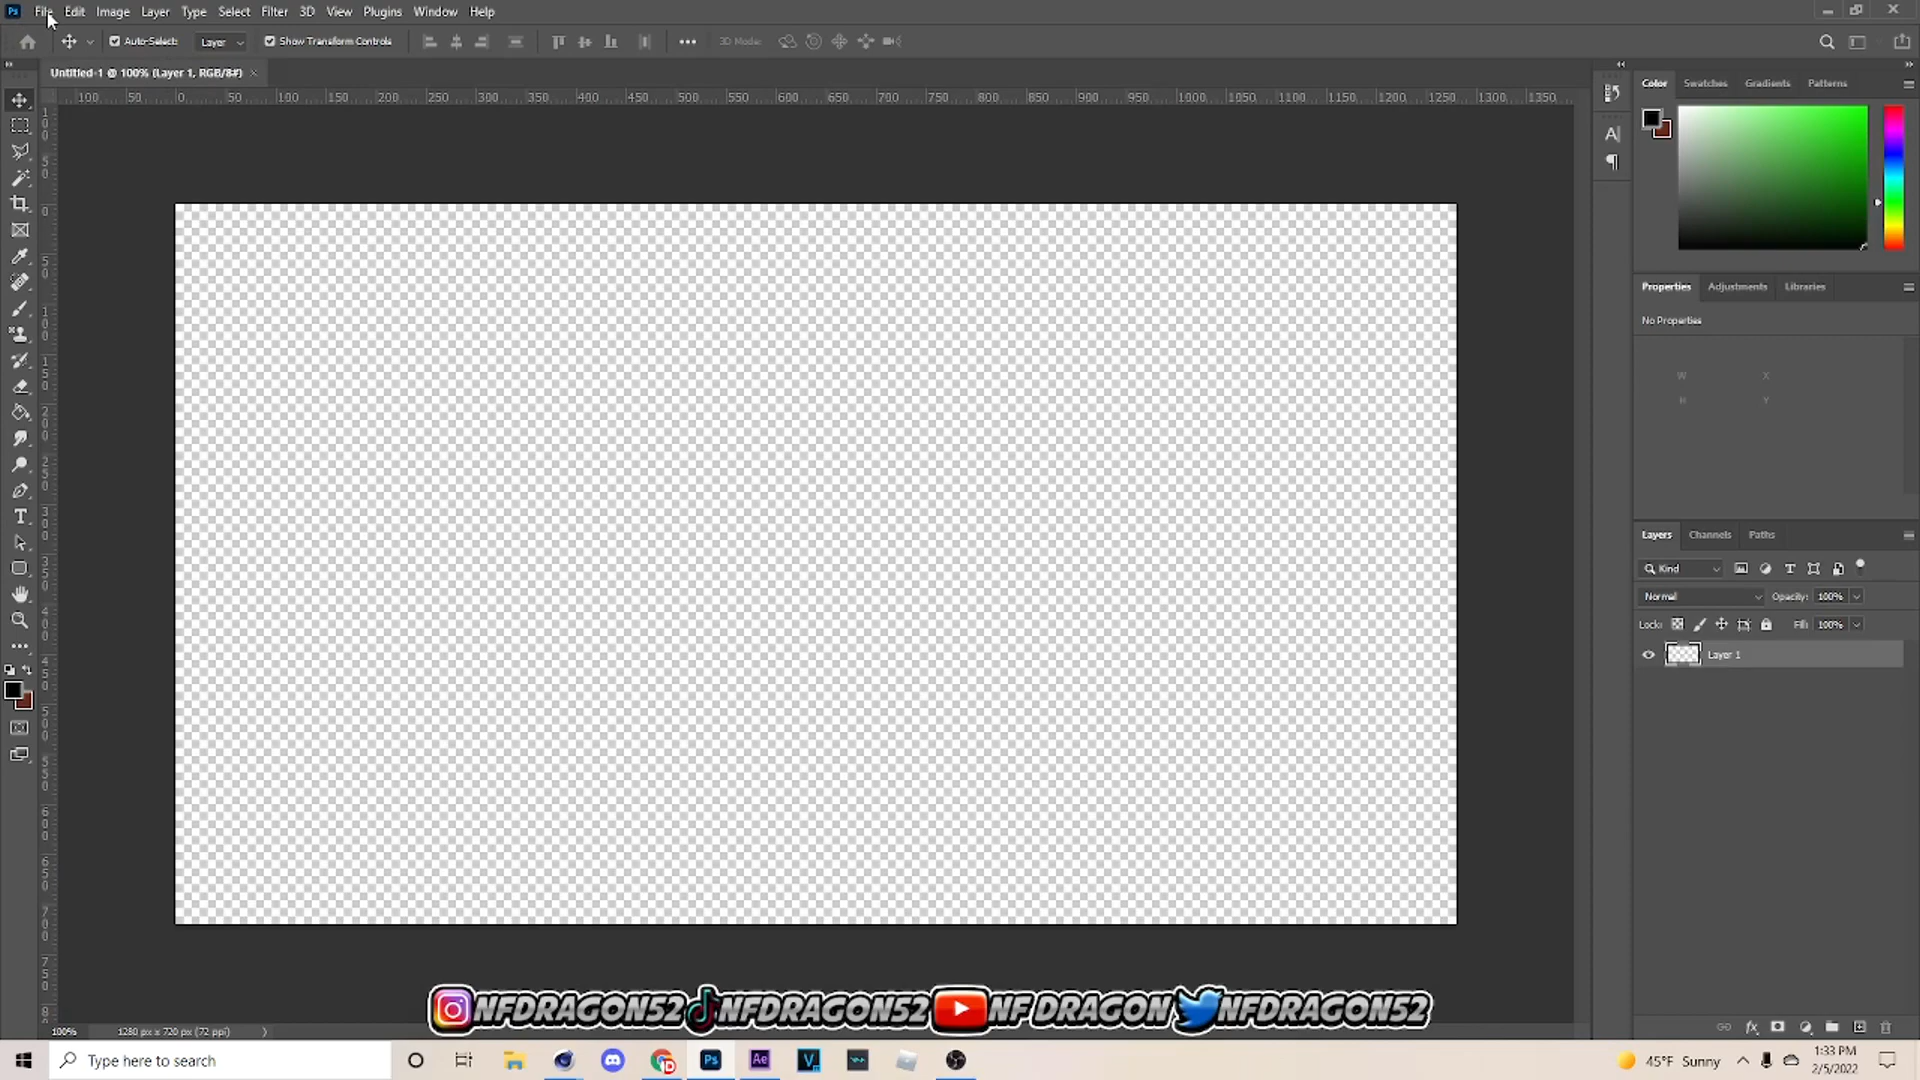 Ps File Edit Image Layer Type Select Filter 3D View Plugins Window Help
Auto-Select: Layer Show Transform Controls 3D Mode:
Untitled-1 @ 100% (Layer 1, RGB/8#)
100 50 0 50 100 150 200 250 300 350 400 450 500 550 600 650 700 750 800 850 900 950 1000 1050 1100 1150 1200 1250 1300 1350
Color Swatches Gradients Patterns
Properties Adjustments Libraries
No Properties
W X
H Y
Layers Channels Paths
Kind
Normal Opacity: 100%
Lock: Fill: 100%
Layer 1
NFDRAGON52 NFDRAGON52 NF DRAGON NFDRAGON52
100% 1280 px x 720 px (72 ppi)
Type here to search
Ps Ae V
45°F Sunny
1:33 PM
2/5/2022